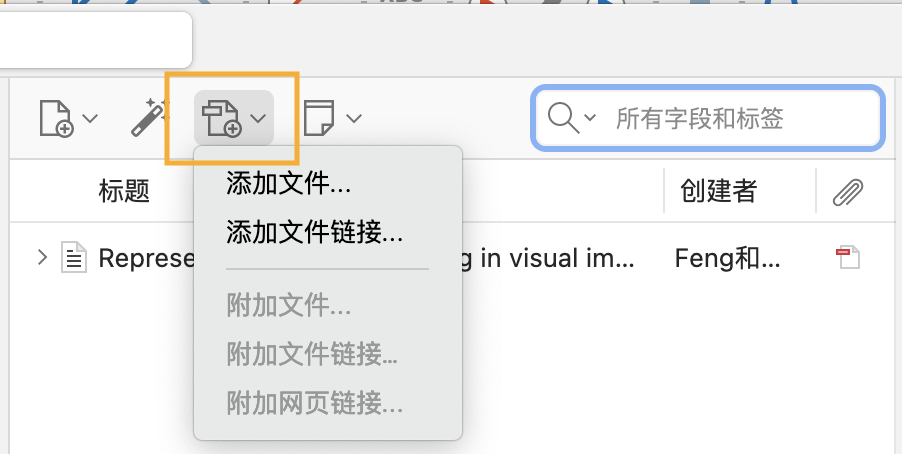 所有字段和标签
添加文件...
标题
创建者
添加文件链接...
Represe
g in visual im...
Feng和...
附加文件...
附加文件链接...
附加网页链接...